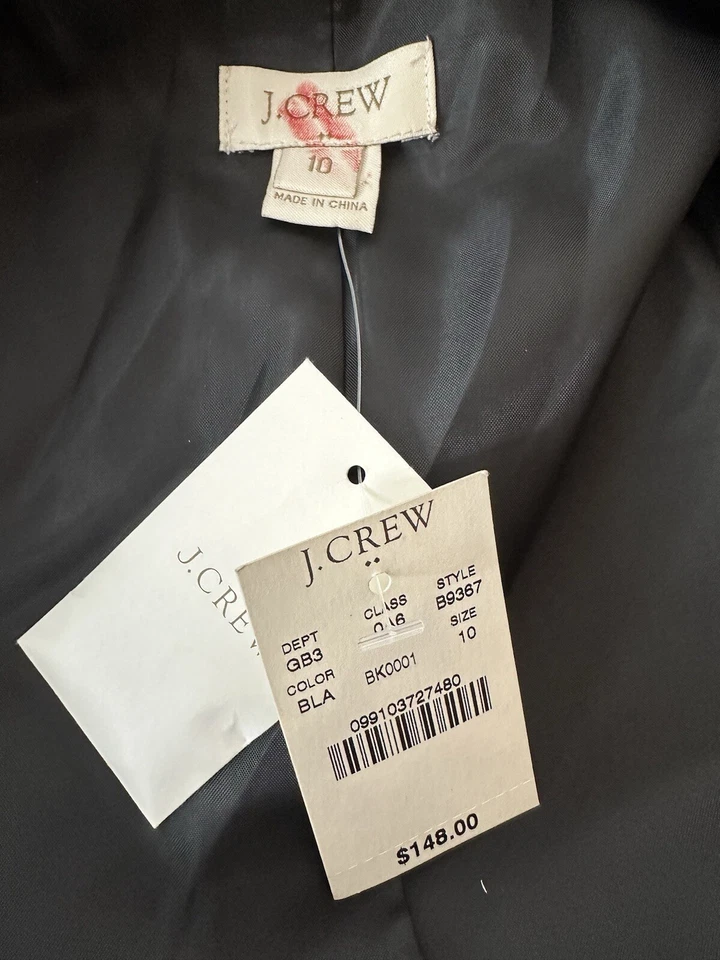 J.CREW
10
MADE IN CHINA
J.CREW
J.CREW
DEPT CLASS STYLE
GB3 B9367
COLOR SIZE
BLA BK0001 10
099103727480
$148.00